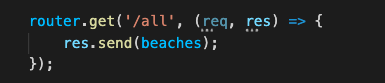 router.get('/all', (req, res) => {
    res.send(beaches);
});